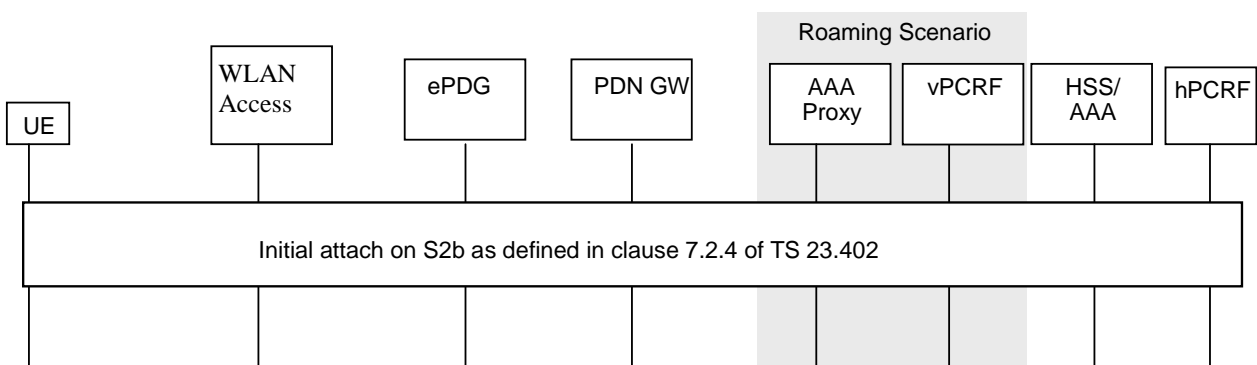 Roaming Scenario
UE
WLAN
Access
ePDG
PDN GW
AAA
Proxy
vPCRF
HSS/
AAA
hPCRF
Initial attach on S2b as defined in clause 7.2.4 of TS 23.402